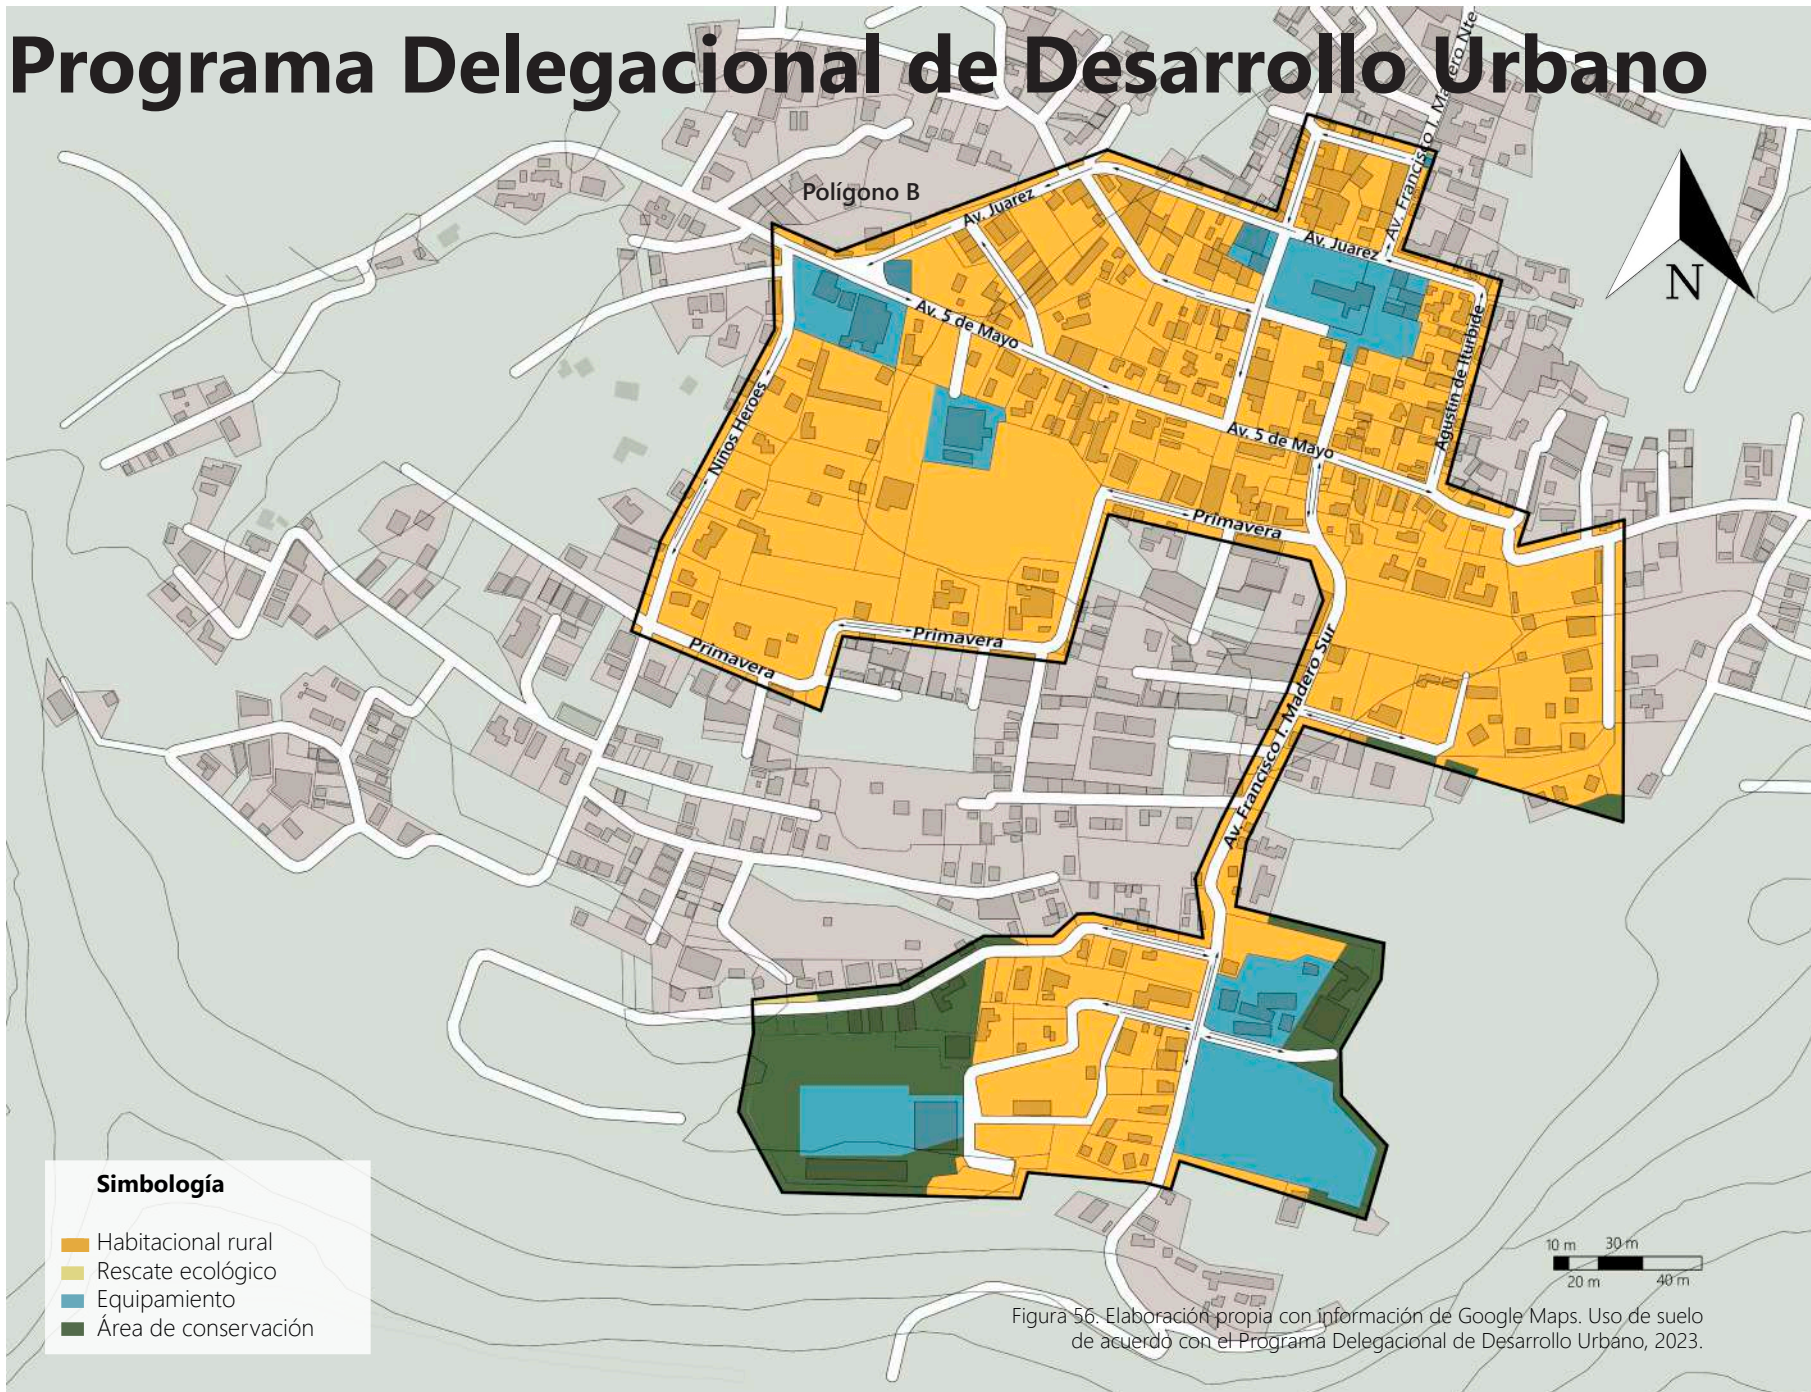 Programa Delegacional de Desarrollo Urbano
Av. Francisco I. Madero Nte
Polígono B
Av. Juarez
Av. Juarez
N
Av. 5 de Mayo
Agustin de Iturbide
Ninos Heroes
Av. 5 de Mayo
Primavera
Primavera
Primavera
Av. Francisco I. Madero Sur
Simbología
Habitacional rural
Rescate ecológico
Equipamiento
Área de conservación
10 m 30 m
20 m 40 m
Figura 56. Elaboración propia con información de Google Maps. Uso de suelo
de acuerdo con el Programa Delegacional de Desarrollo Urbano, 2023.